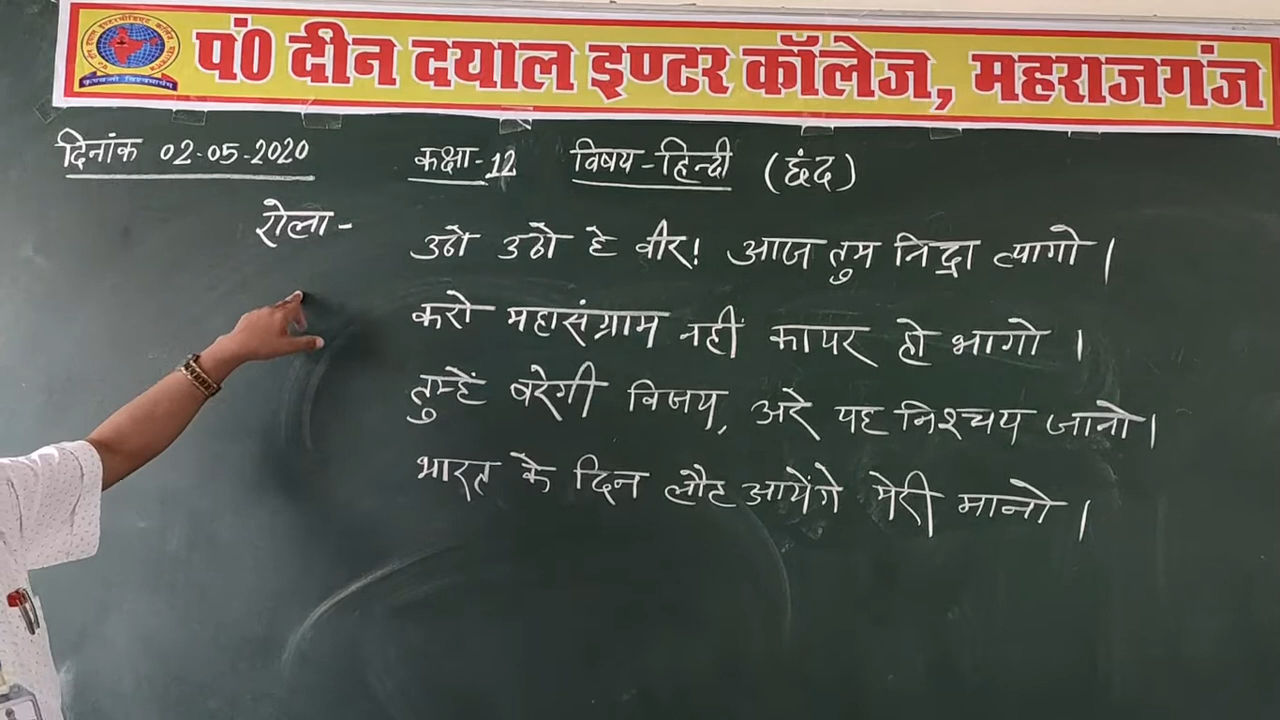 पं0 दीन दयाल इण्टर कॉलेज, महराजगंज
दिनांक 02-05-2020 कक्षा-12 विषय-हिन्दी (छंद)
रोला-
उठो उठो हे वीर! आज तुम निद्रा त्यागो।
करो महासंग्राम नहीं कायर हो भागो।
तुम्हें वरेगी विजय, अरे यह निश्चय जानो।
भारत के दिन लौट आयेंगे मेरी मानो।